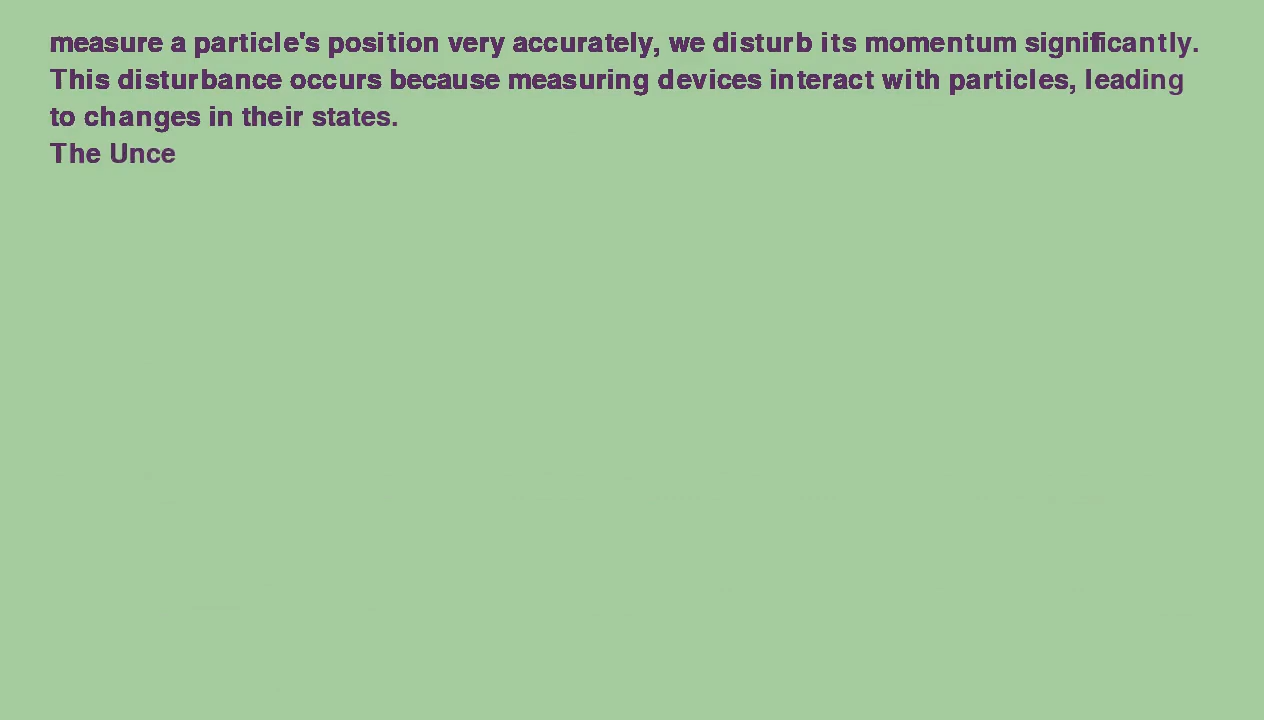 measure a particle's position very accurately, we disturb its momentum significantly.
This disturbance occurs because measuring devices interact with particles, leading
to changes in their states.
The Unce